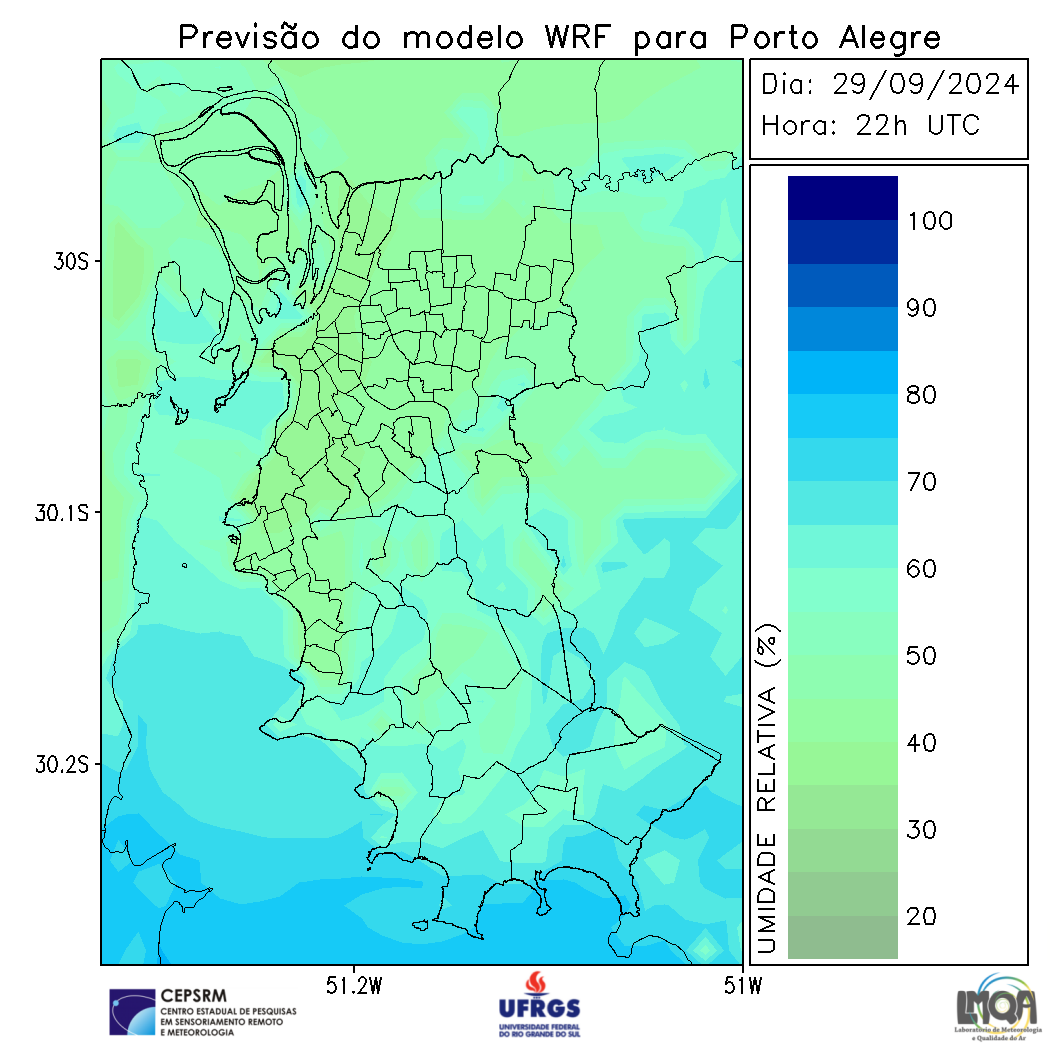 Previsão do modelo WRF para Porto Alegre
Dia: 29/09/2024
Hora: 22h UTC
30S
30.1S
30.2S
51.2W
51W
UMIDADE RELATIVA (%)
100
90
80
70
60
50
40
30
20
CEPSRM
CENTRO ESTADUAL DE PESQUISAS
EM SENSORIAMENTO REMOTO
E METEOROLOGIA
UFRGS
UNIVERSIDADE FEDERAL
DO RIO GRANDE DO SUL
LMQA
Laboratório de Meteorologia
e Qualidade do Ar